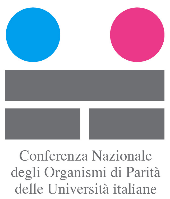 Conferenza Nazionale
degli Organismi di Parità
delle Università italiane